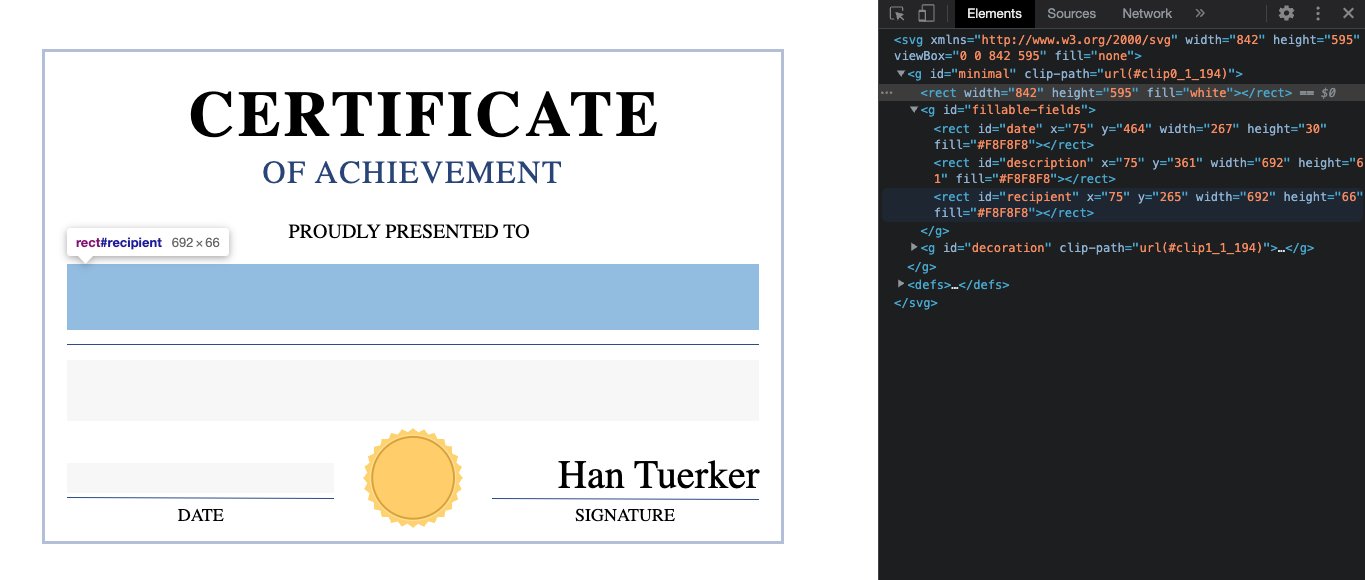 CERTIFICATE
OF ACHIEVEMENT
PROUDLY PRESENTED TO
rect#recipient 692 × 66
Han Tuerker
DATE
SIGNATURE
Elements Sources Network »
<svg xmlns="http://www.w3.org/2000/svg" width="842" height="595"
viewBox="0 0 842 595" fill="none">
▼<g id="minimal" clip-path="url(#clip0_1_194)">
… <rect width="842" height="595" fill="white"></rect> == $0
▼<g id="fillable-fields">
<rect id="date" x="75" y="464" width="267" height="30"
fill="#F8F8F8"></rect>
<rect id="description" x="75" y="361" width="692" height="6
1" fill="#F8F8F8"></rect>
<rect id="recipient" x="75" y="265" width="692" height="66"
fill="#F8F8F8"></rect>
</g>
▶<g id="decoration" clip-path="url(#clip1_1_194)">…</g>
</g>
▶<defs>…</defs>
</svg>